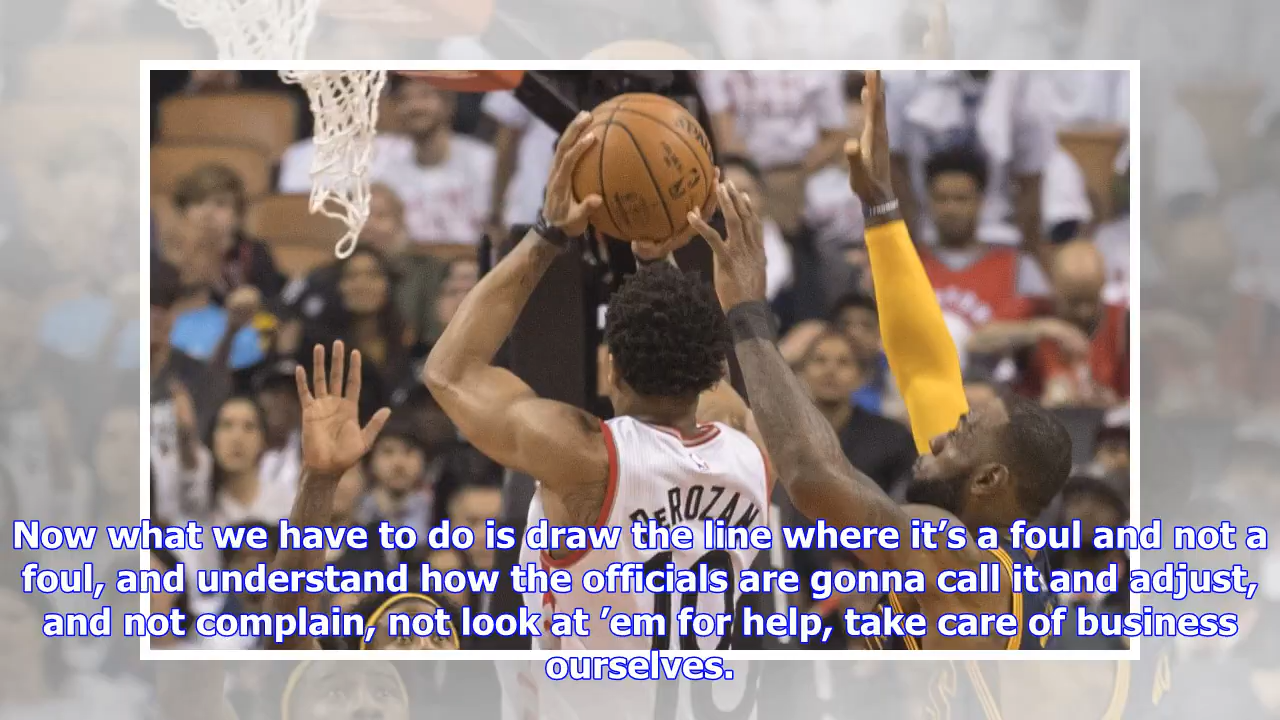 DeROZAN
10
Now what we have to do is draw the line where it’s a foul and not a
foul, and understand how the officials are gonna call it and adjust,
and not complain, not look at ’em for help, take care of business
ourselves.